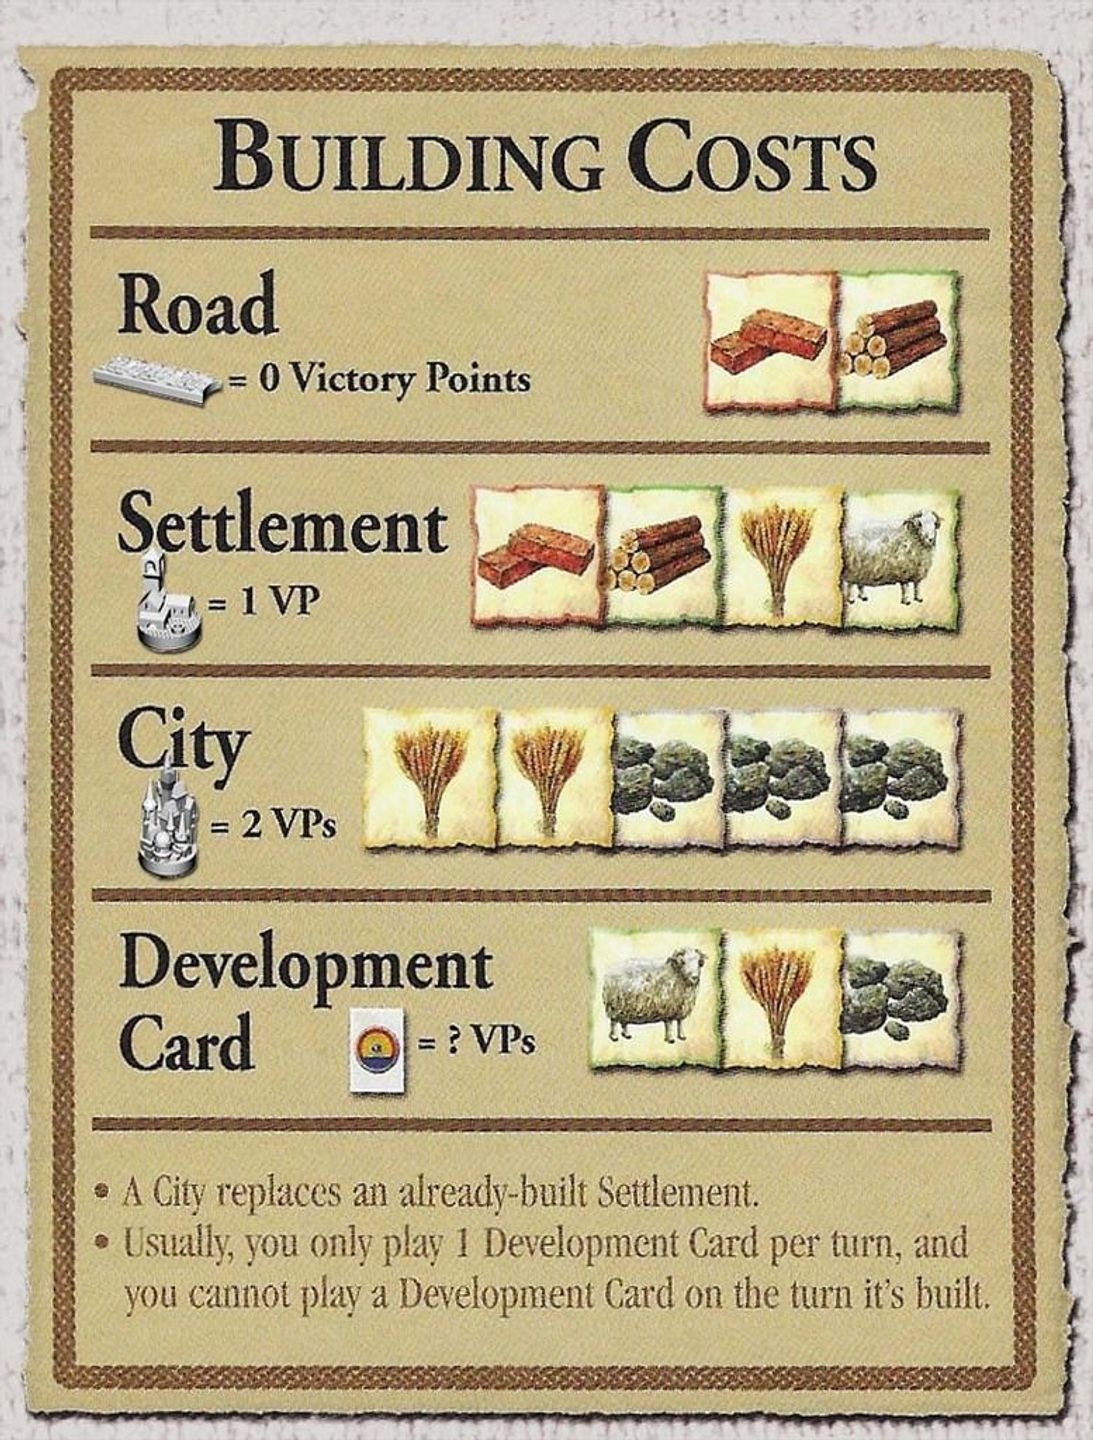 BUILDING COSTS
Road
= 0 Victory Points
Settlement
= 1 VP
City
= 2 VPs
Development
Card
= ? VPs
• A City replaces an already-built Settlement.
• Usually, you only play 1 Development Card per turn, and
you cannot play a Development Card on the turn it's built.